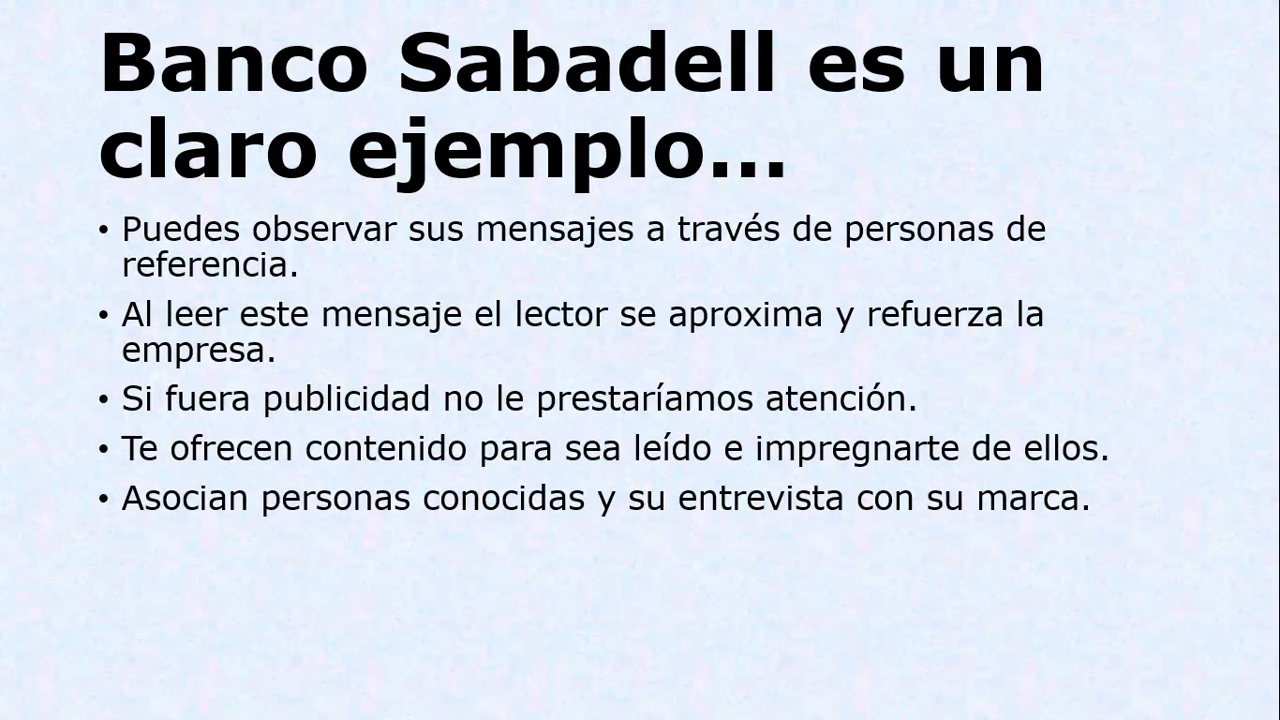 Banco Sabadell es un
claro ejemplo...
• Puedes observar sus mensajes a través de personas de
referencia.
• Al leer este mensaje el lector se aproxima y refuerza la
empresa.
• Si fuera publicidad no le prestaríamos atención.
• Te ofrecen contenido para sea leído e impregnarte de ellos.
• Asocian personas conocidas y su entrevista con su marca.